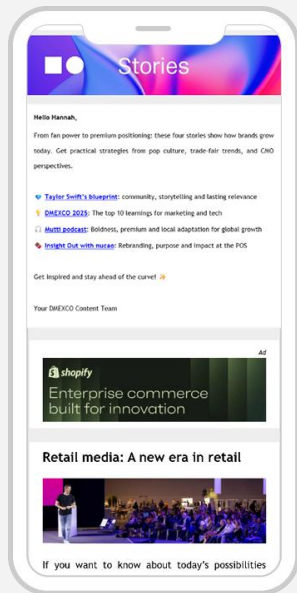 Stories
Hello Hannah,
From fan power to premium positioning: these four stories show how brands grow
today. Get practical strategies from pop culture, trade-fair trends, and CMO
perspectives.
💎 Taylor Swift's blueprint: community, storytelling and lasting relevance
💡 DMEXCO 2025: The top 10 learnings for marketing and tech
🎧 Mutti podcast: Boldness, premium and local adaptation for global growth
🍫 Insight Out with nucao: Rebranding, purpose and impact at the POS
Get inspired and stay ahead of the curve! ✨
Your DMEXCO Content Team
Ad
shopify
Enterprise commerce
built for innovation
Retail media: A new era in retail
If you want to know about today's possibilities